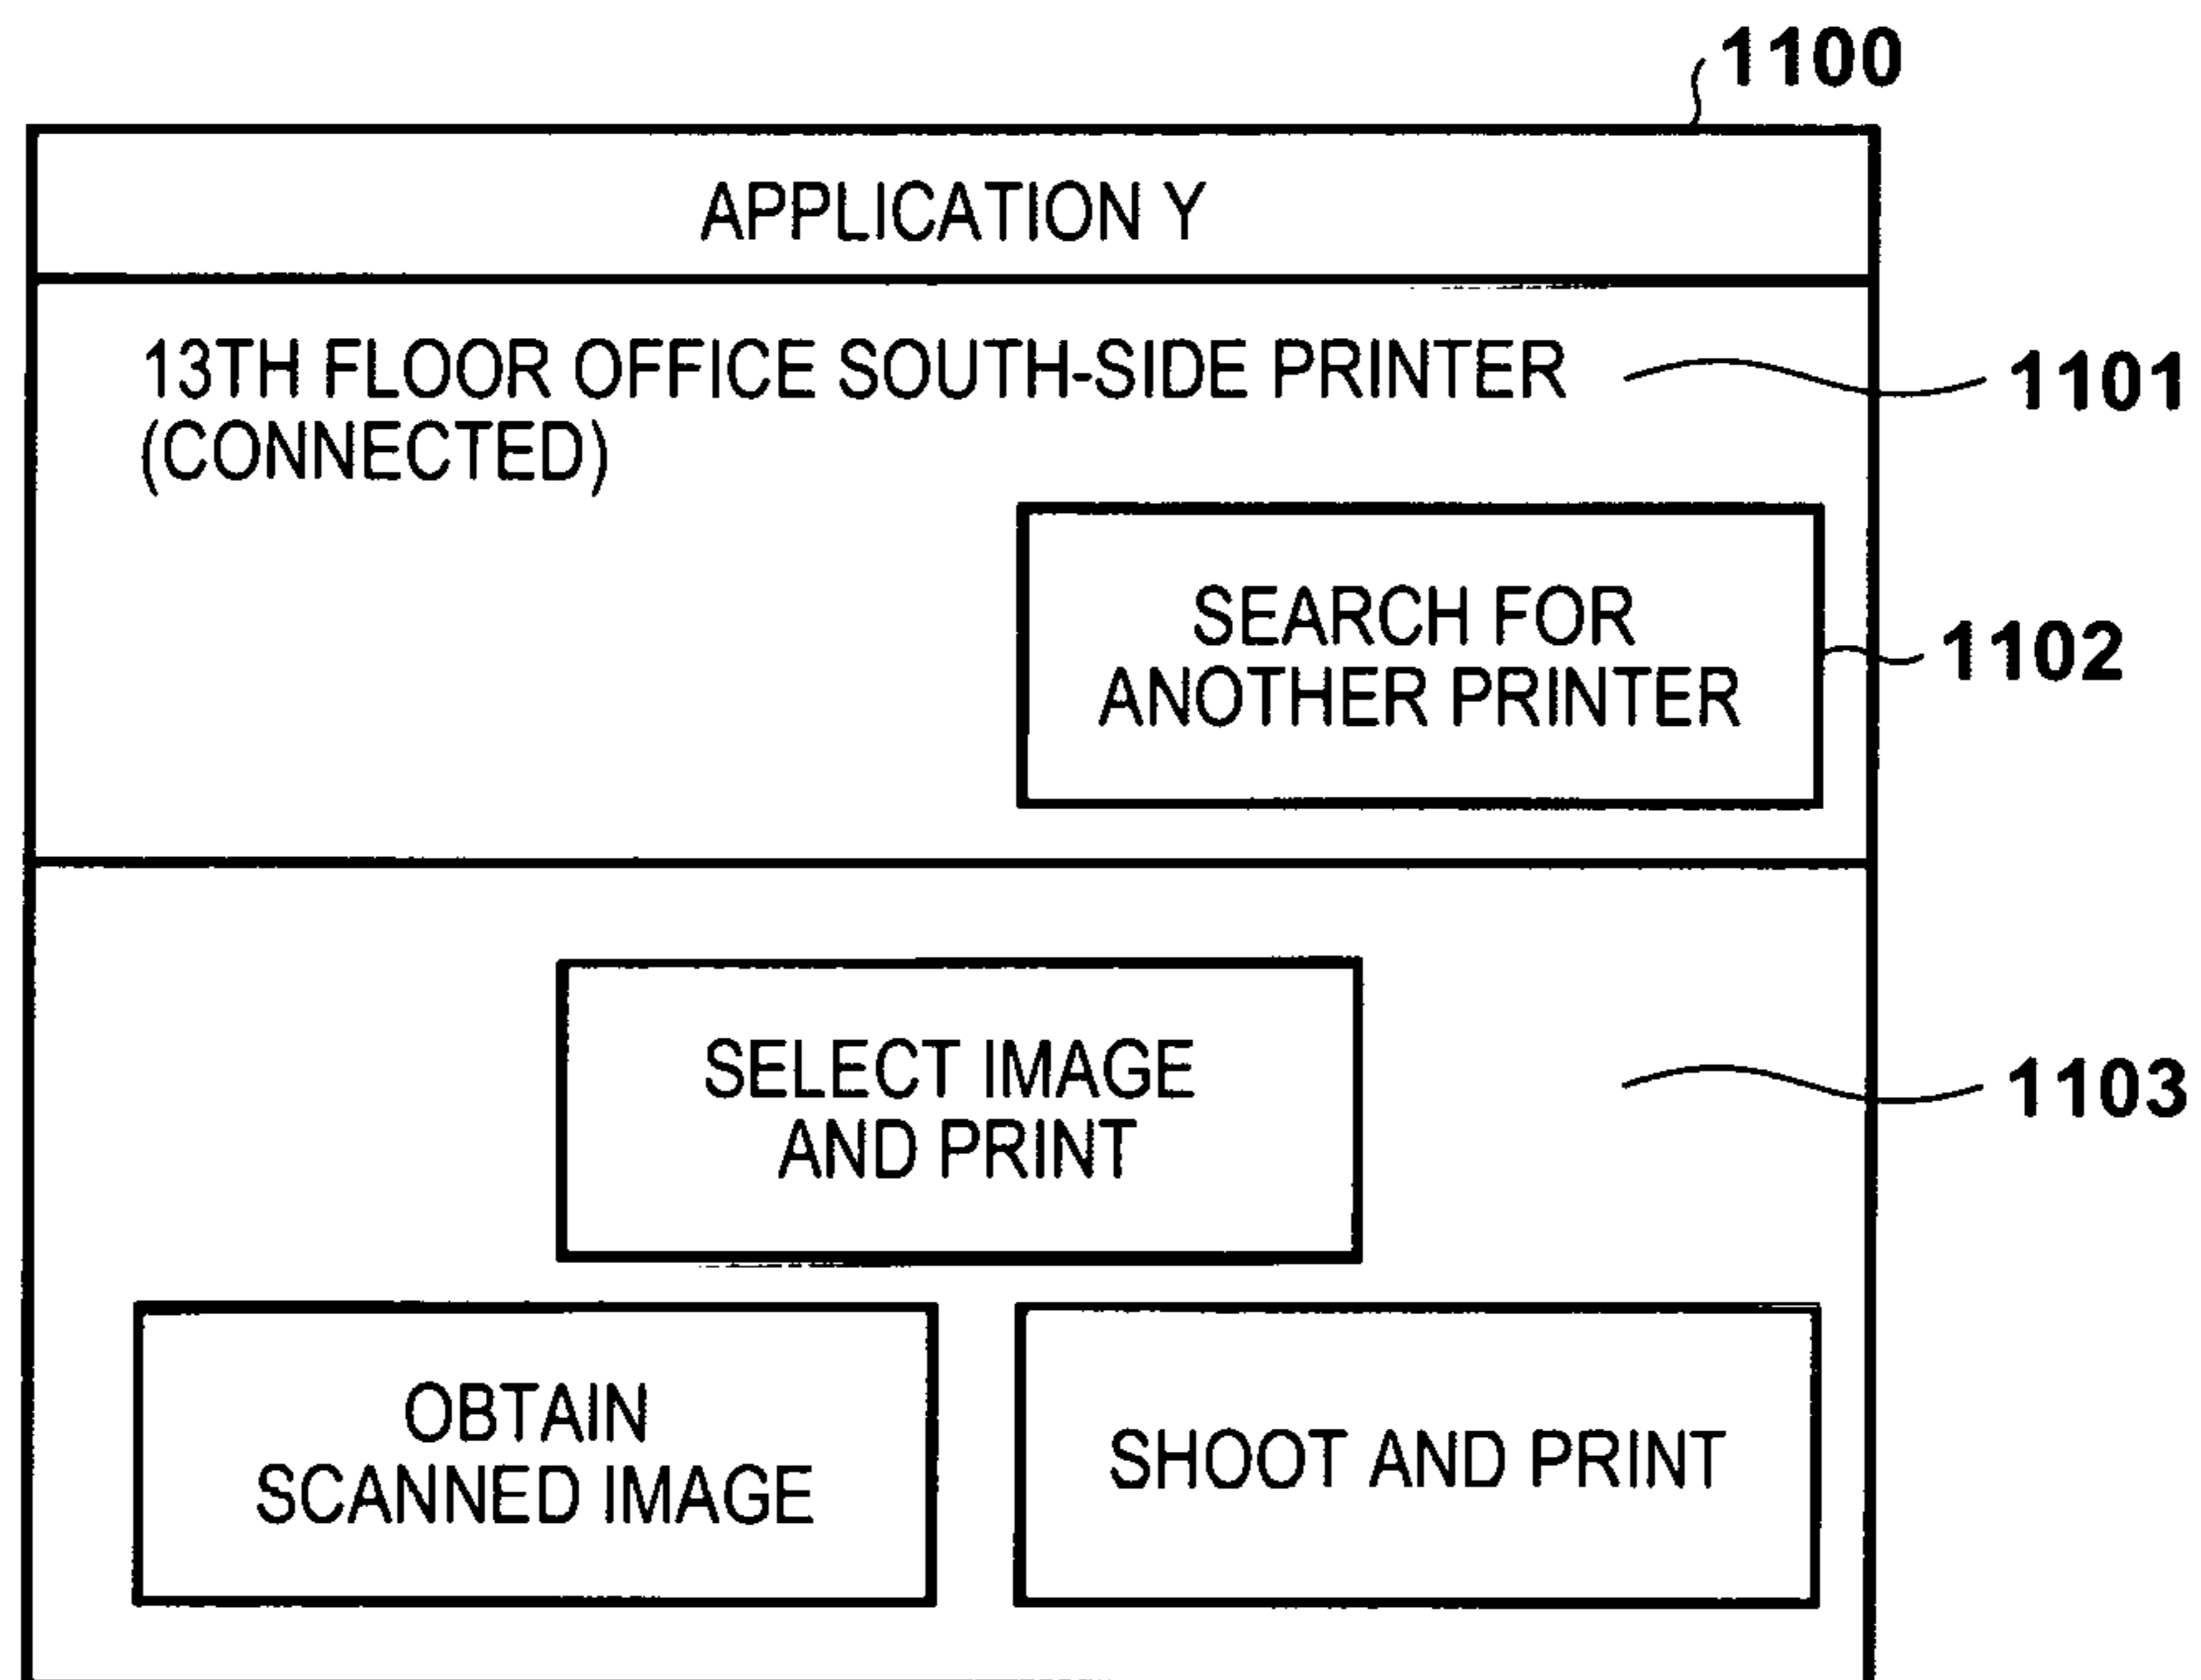 1100
APPLICATION Y
13TH FLOOR OFFICE SOUTH-SIDE PRINTER
(CONNECTED)
1101
SEARCH FOR
ANOTHER PRINTER
1102
SELECT IMAGE
AND PRINT
1103
OBTAIN
SCANNED IMAGE
SHOOT AND PRINT